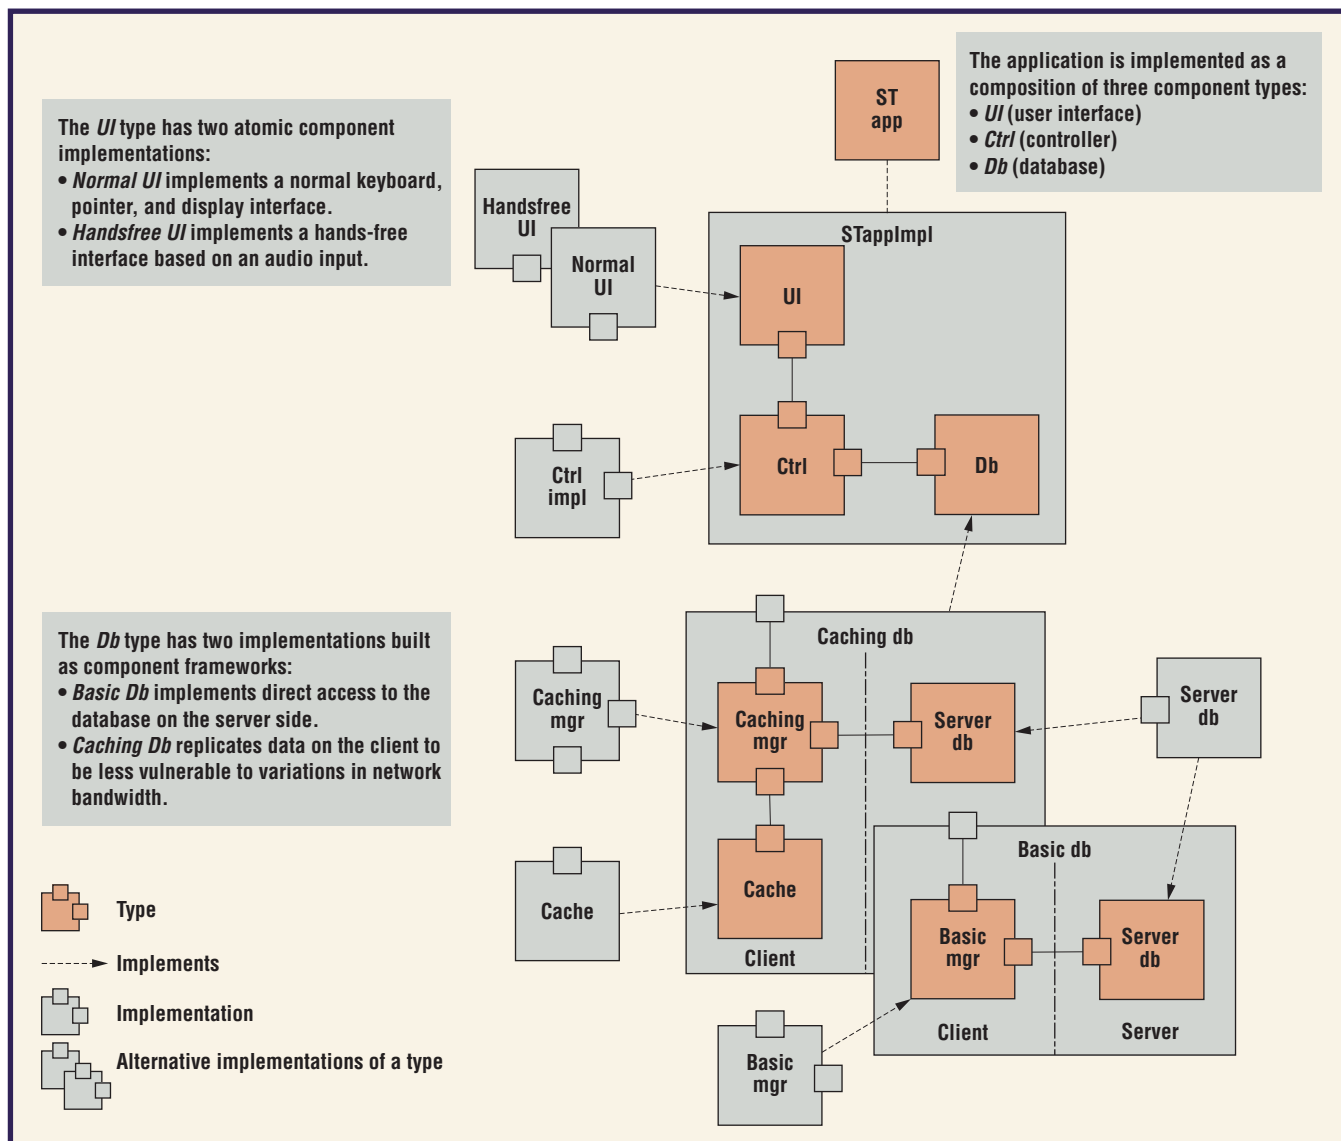 ST
app
The application is implemented as a
composition of three component types:
• UI (user interface)
• Ctrl (controller)
• Db (database)
The UI type has two atomic component
implementations:
• Normal UI implements a normal keyboard,
pointer, and display interface.
• Handsfree UI implements a hands-free
interface based on an audio input.
Handsfree
UI
Normal
UI
STappImpl
UI
Ctrl
impl
Ctrl
Db
The Db type has two implementations built
as component frameworks:
• Basic Db implements direct access to the
database on the server side.
• Caching Db replicates data on the client to
be less vulnerable to variations in network
bandwidth.
Caching db
Caching
mgr
Caching
mgr
Server
db
Server
db
Cache
Cache
Client
Basic db
Basic
mgr
Server
db
Client
Server
Basic
mgr
Type
Implements
Implementation
Alternative implementations of a type